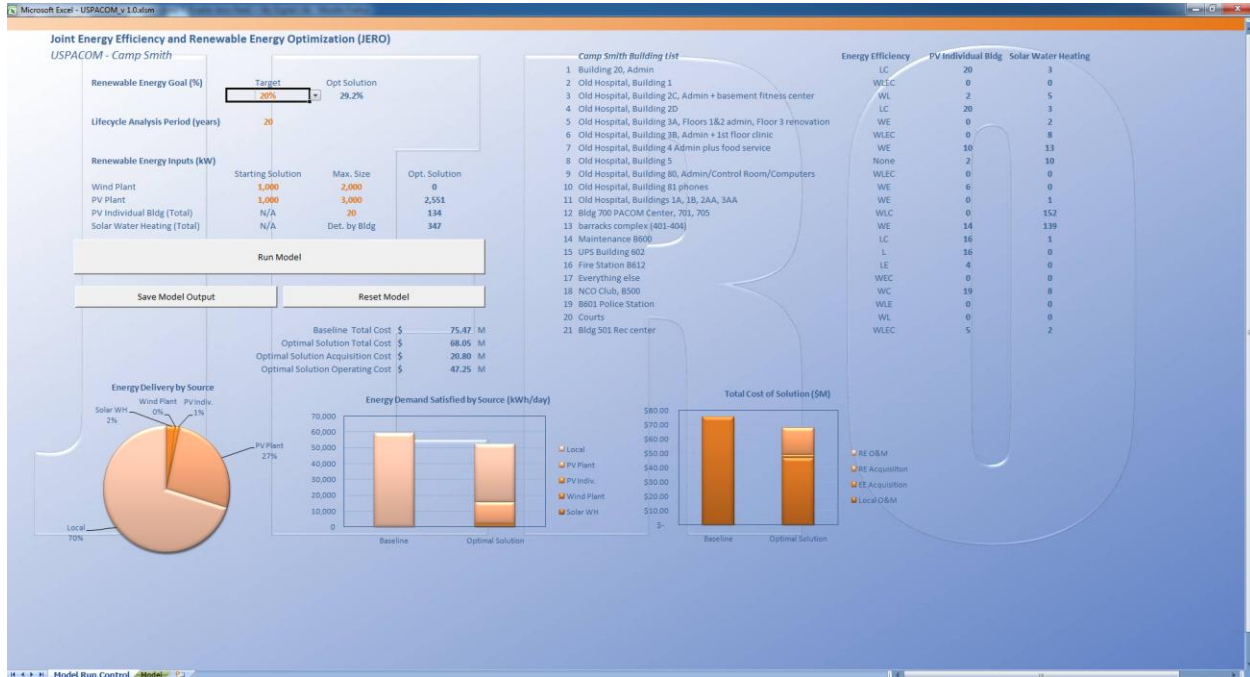 Microsoft Excel - USPACOM_v 1.0.xlsm
Joint Energy Efficiency and Renewable Energy Optimization (JERO)
USPACOM - Camp Smith
Renewable Energy Goal (%) Target Opt Solution
20% 29.2%
Lifecycle Analysis Period (years) 20
Renewable Energy Inputs (kW)
Starting Solution Max. Size Opt. Solution
Wind Plant 1,000 2,000 0
PV Plant 1,000 3,000 2,551
PV Individual Bldg (Total) N/A 20 134
Solar Water Heating (Total) N/A Det. by Bldg 347
Run Model
Save Model Output Reset Model
Baseline Total Cost $ 75.47 M
Optimal Solution Total Cost $ 68.05 M
Optimal Solution Acquisition Cost $ 20.80 M
Optimal Solution Operating Cost $ 47.25 M
Camp Smith Building List Energy Efficiency PV Individual Bldg Solar Water Heating
1 Building 20, Admin LC 20 3
2 Old Hospital, Building 1 WLEC 0 0
3 Old Hospital, Building 2C, Admin + basement fitness center WL 2 5
4 Old Hospital, Building 2D LC 20 3
5 Old Hospital, Building 3A, Floors 1&2 admin, Floor 3 renovation WE 0 2
6 Old Hospital, Building 3B, Admin + 1st floor clinic WLEC 0 8
7 Old Hospital, Building 4 Admin plus food service WE 10 13
8 Old Hospital, Building 5 None 2 10
9 Old Hospital, Building 80, Admin/Control Room/Computers WLEC 0 0
10 Old Hospital, Building 81 phones WE 6 0
11 Old Hospital, Buildings 1A, 1B, 2AA, 3AA WE 0 1
12 Bldg 700 PACOM Center, 701, 705 WLC 0 152
13 barracks complex (401-404) WE 14 139
14 Maintenance B600 LC 16 1
15 UPS Building 602 L 16 0
16 Fire Station B612 LE 4 0
17 Everything else WEC 0 0
18 NCO Club, B500 WC 19 8
19 B601 Police Station WLE 0 0
20 Courts WL 0 0
21 Bldg 501 Rec center WLEC 5 2
Energy Delivery by Source
Wind Plant 0%
PV Indiv. 1%
Solar WH 2%
PV Plant 27%
Local 70%
Energy Demand Satisfied by Source (kWh/day)
70,000
60,000
50,000
40,000
30,000
20,000
10,000
0
Baseline Optimal Solution
Local
PV Plant
PV Indiv.
Wind Plant
Solar WH
Total Cost of Solution ($M)
$80.00
$70.00
$60.00
$50.00
$40.00
$30.00
$20.00
$10.00
$-
Baseline Optimal Solution
RE O&M
RE Acquisiton
EE Acquisition
Local O&M
Model Run Control Model